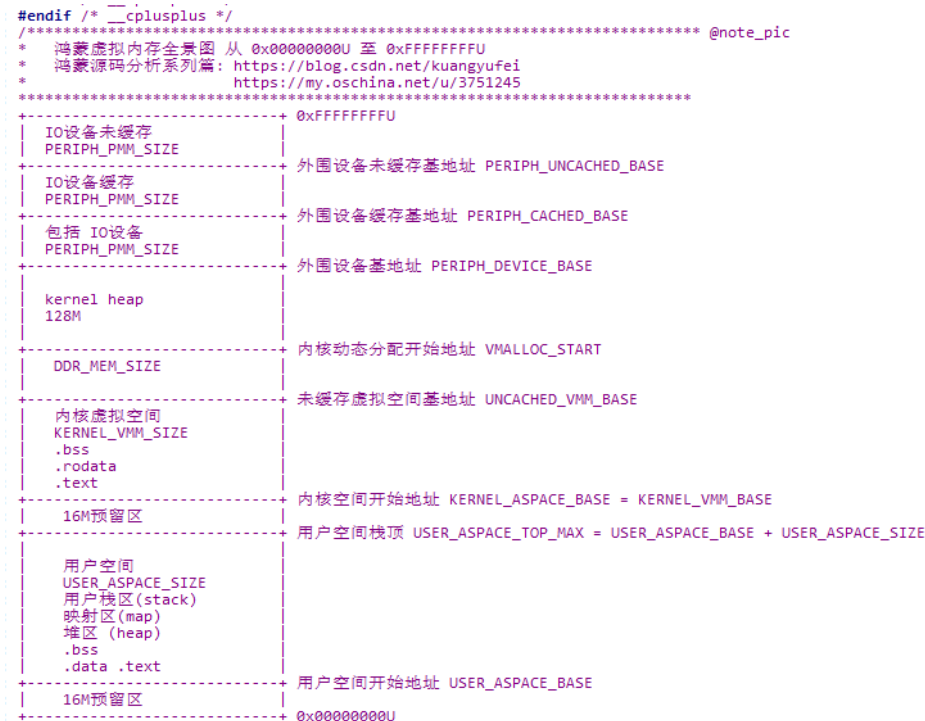 #endif /* __cplusplus */
/*************************************************************************** @note_pic
*   鸿蒙虚拟内存全景图 从 0x00000000U 至 0xFFFFFFFFU
*   鸿蒙源码分析系列篇: https://blog.csdn.net/kuangyufei
*                       https://my.oschina.net/u/3751245
***************************************************************************
+----------------------------+ 0xFFFFFFFFU
|  IO设备未缓存              |
|  PERIPH_PMM_SIZE           |
+----------------------------+ 外围设备未缓存基地址 PERIPH_UNCACHED_BASE
|  IO设备缓存                |
|  PERIPH_PMM_SIZE           |
+----------------------------+ 外围设备缓存基地址 PERIPH_CACHED_BASE
|  包括 IO设备               |
|  PERIPH_PMM_SIZE           |
+----------------------------+ 外围设备基地址 PERIPH_DEVICE_BASE
|                            |
|  kernel heap               |
|  128M                      |
|                            |
+----------------------------+ 内核动态分配开始地址 VMALLOC_START
|   DDR_MEM_SIZE             |
|                            |
+----------------------------+ 未缓存虚拟空间基地址 UNCACHED_VMM_BASE
|   内核虚拟空间             |
|   KERNEL_VMM_SIZE          |
|   .bss                     |
|   .rodata                  |
|   .text                    |
+----------------------------+ 内核空间开始地址 KERNEL_ASPACE_BASE = KERNEL_VMM_BASE
|    16M预留区               |
+----------------------------+ 用户空间栈顶 USER_ASPACE_TOP_MAX = USER_ASPACE_BASE + USER_ASPACE_SIZE
|                            |
|    用户空间                |
|    USER_ASPACE_SIZE        |
|    用户栈区(stack)         |
|    映射区(map)             |
|    堆区 (heap)             |
|    .bss                    |
|    .data .text             |
+----------------------------+ 用户空间开始地址 USER_ASPACE_BASE
|    16M预留区               |
+----------------------------+ 0x00000000U